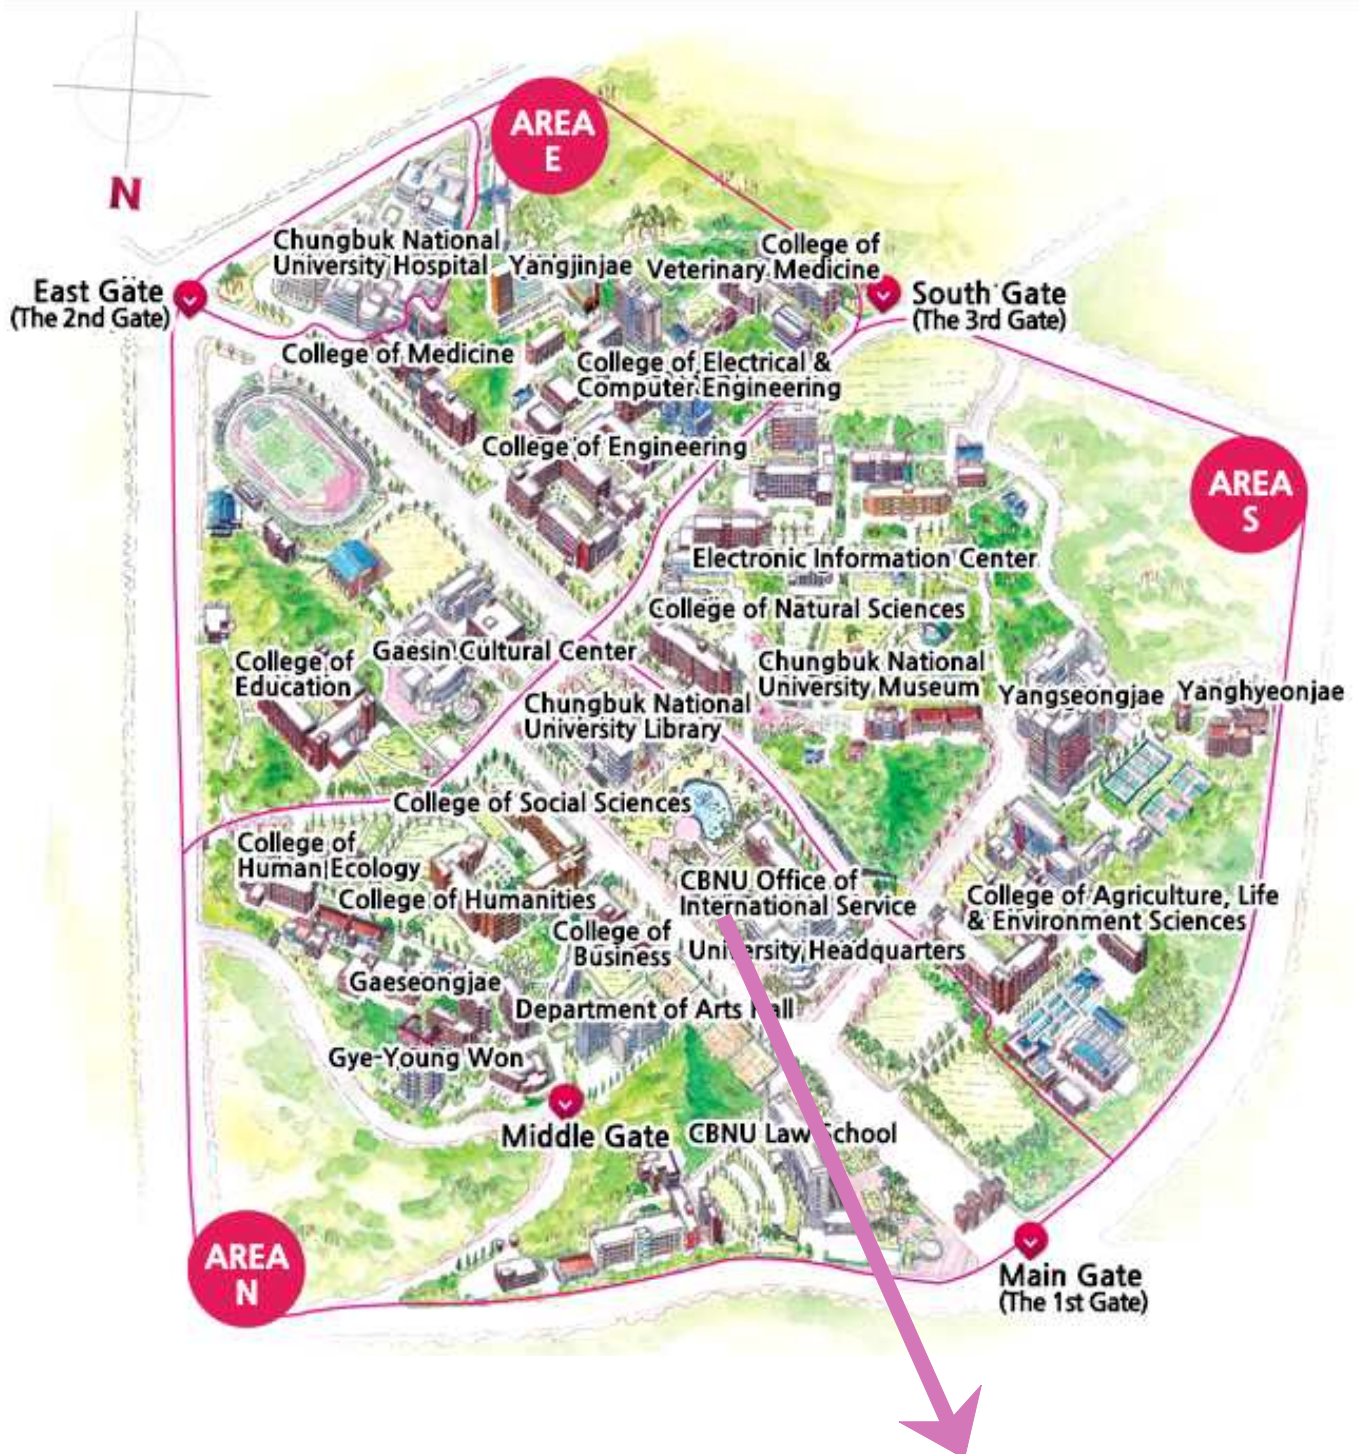 N
AREA
E
Chungbuk National
University Hospital
Yangjinjae
College of
Veterinary Medicine
East Gate
(The 2nd Gate)
South Gate
(The 3rd Gate)
College of Medicine
College of Electrical &
Computer Engineering
College of Engineering
AREA
S
Electronic Information Center
College of Natural Sciences
Gaesin Cultural Center
College of
Education
Chungbuk National
University Museum
Yangseongjae
Yanghyeonjae
Chungbuk National
University Library
College of Social Sciences
College of
Human Ecology
College of Humanities
CBNU Office of
International Service
College of Agriculture, Life
& Environment Sciences
College of
Business
University Headquarters
Gaeseongjae
Department of Arts Hall
Gye-Young Won
Middle Gate
CBNU Law School
AREA
N
Main Gate
(The 1st Gate)